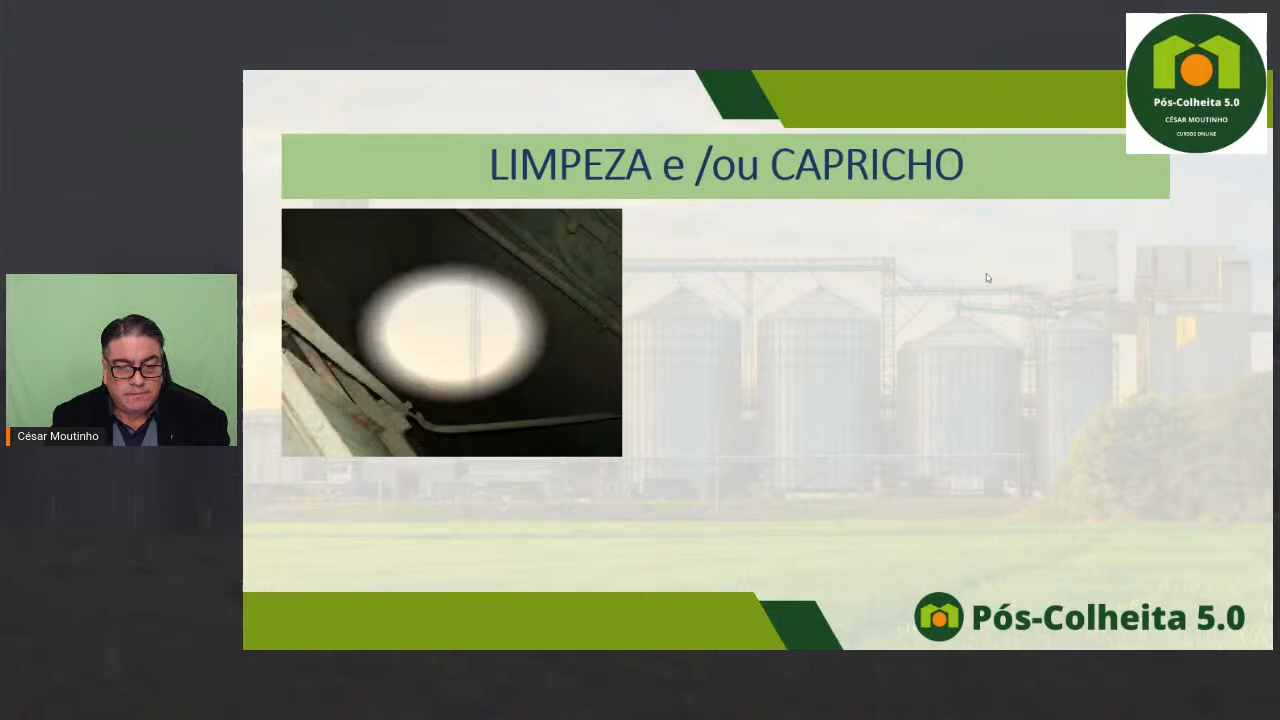 Pós-Colheita 5.0
CÉSAR MOUTINHO
CURSOS ONLINE
LIMPEZA e /ou CAPRICHO
César Moutinho
Pós-Colheita 5.0